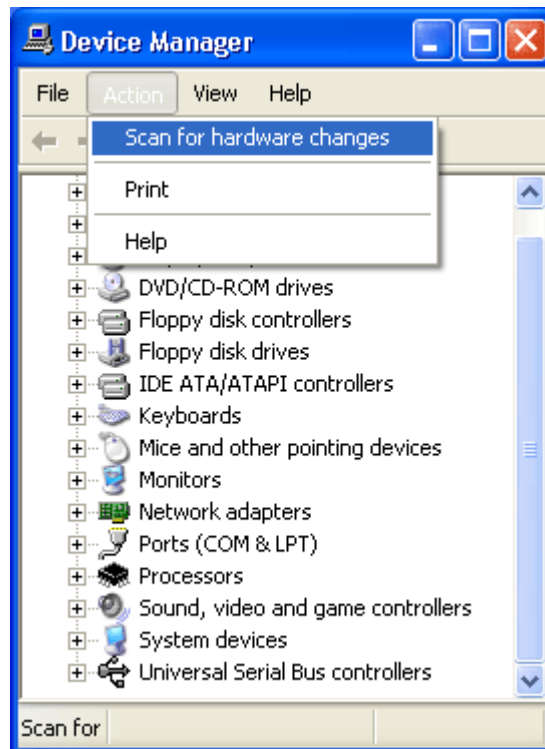 Device Manager
File Action View Help
Scan for hardware changes
Print
Help
DVD/CD-ROM drives
Floppy disk controllers
Floppy disk drives
IDE ATA/ATAPI controllers
Keyboards
Mice and other pointing devices
Monitors
Network adapters
Ports (COM & LPT)
Processors
Sound, video and game controllers
System devices
Universal Serial Bus controllers
Scan for